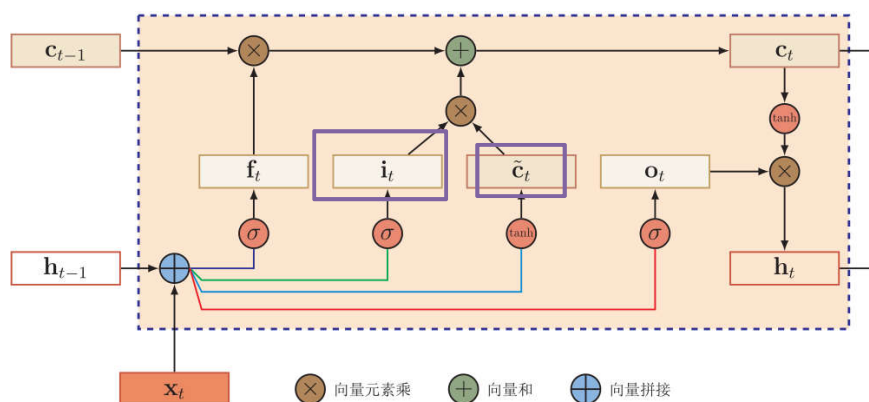 c_{t−1} × + c_t
tanh
f_t i_t c̃_t o_t ×
σ σ tanh σ
h_{t−1} h_t
x_t × 向量元素乘 + 向量和 向量拼接